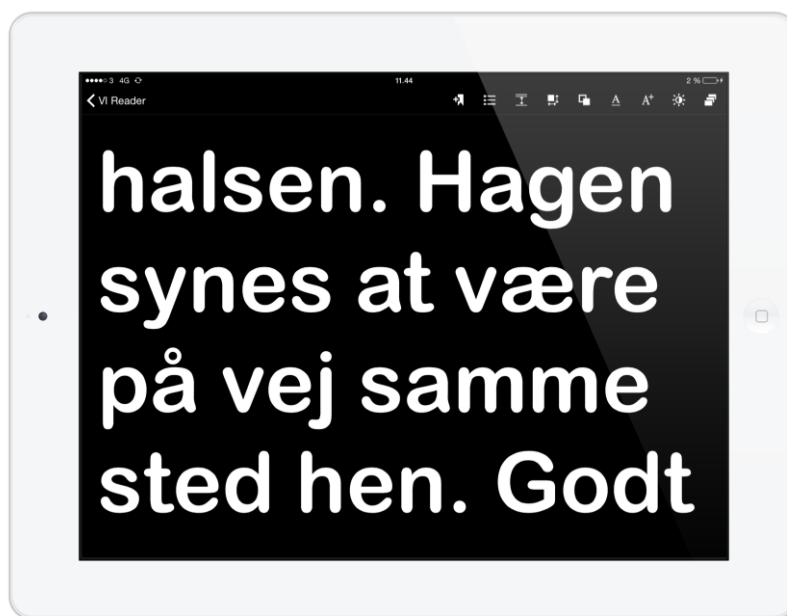 3 4G 11.44 2 %
VI Reader
A A+
halsen. Hagen
synes at være
på vej samme
sted hen. Godt